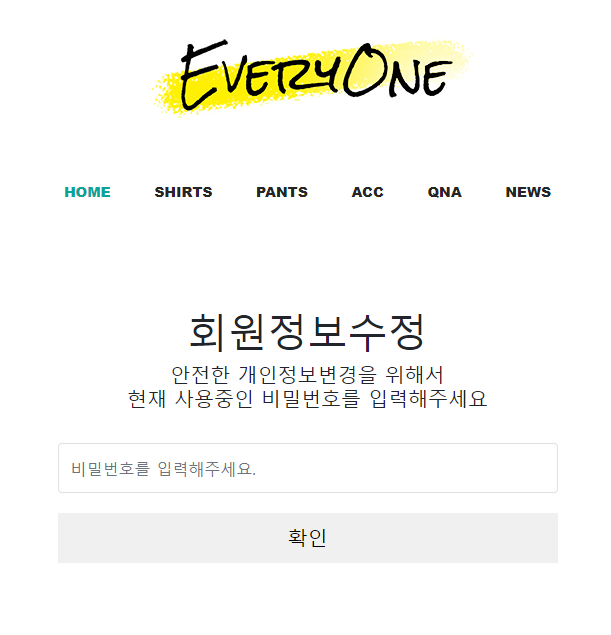 EVERYONE
HOME SHIRTS PANTS ACC QNA NEWS
회원정보수정
안전한 개인정보변경을 위해서
현재 사용중인 비밀번호를 입력해주세요
비밀번호를 입력해주세요.
확인